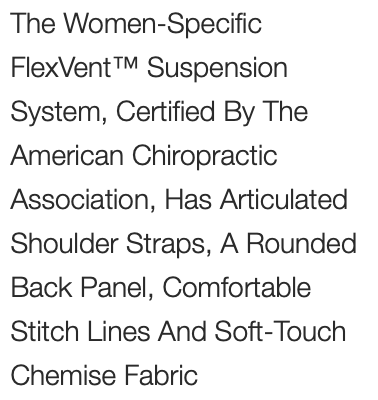 The Women-Specific
FlexVent™ Suspension
System, Certified By The
American Chiropractic
Association, Has Articulated
Shoulder Straps, A Rounded
Back Panel, Comfortable
Stitch Lines And Soft-Touch
Chemise Fabric